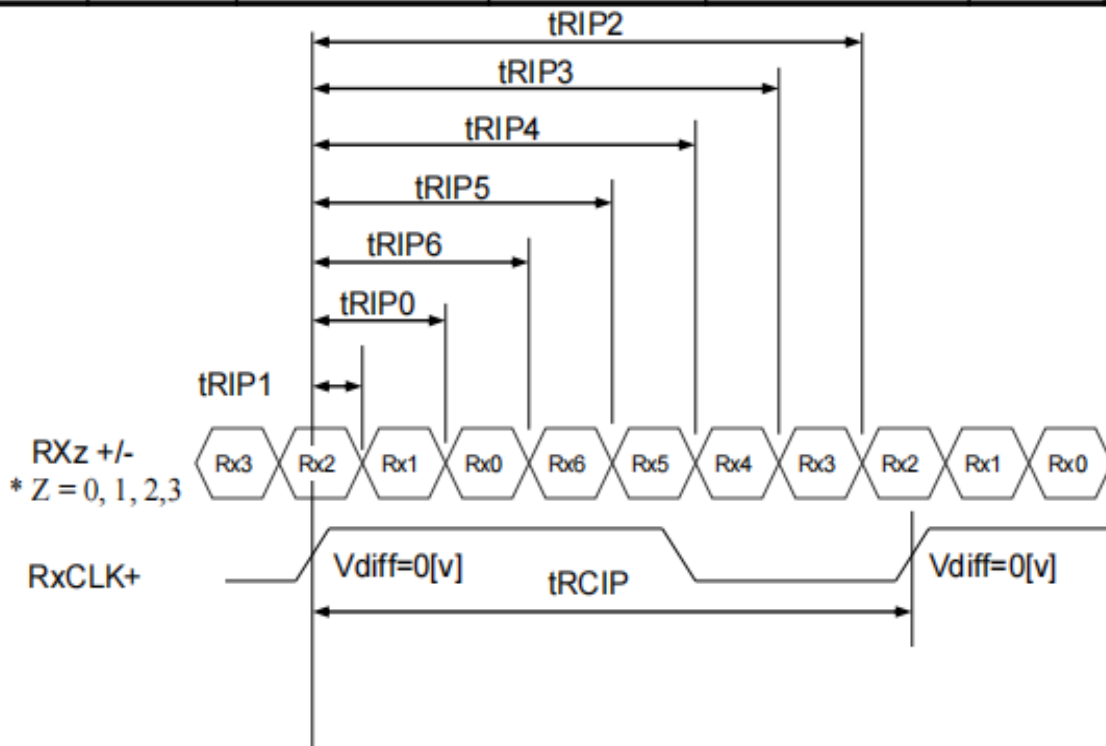 tRIP2
tRIP3
tRIP4
tRIP5
tRIP6
tRIP0
tRIP1
RXz +/-
* Z = 0, 1, 2,3
Rx3 Rx2 Rx1 Rx0 Rx6 Rx5 Rx4 Rx3 Rx2 Rx1 Rx0
RxCLK+
Vdiff=0[v] Vdiff=0[v]
tRCIP